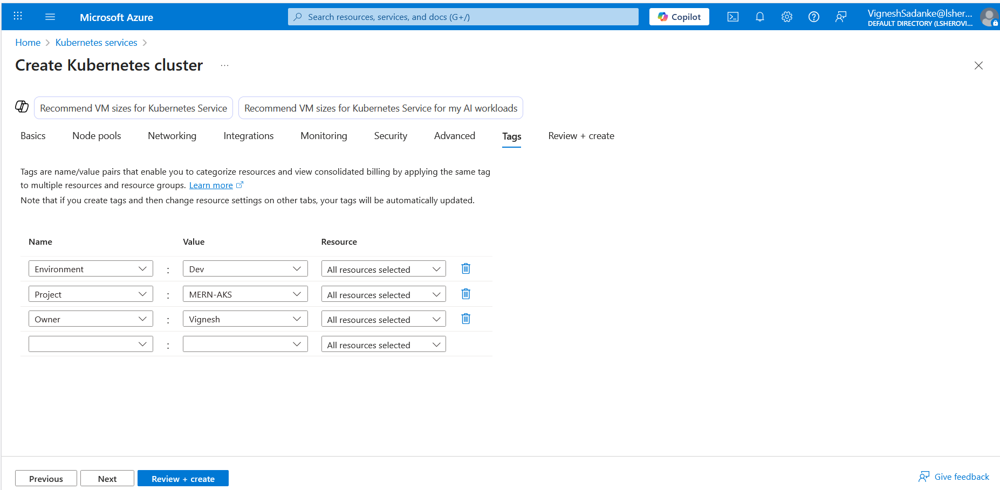 Microsoft Azure
Search resources, services, and docs (G+/)
Copilot
VigneshSadanke@lsher...
DEFAULT DIRECTORY (LSHEROVI...
Home > Kubernetes services >
Create Kubernetes cluster ...
Recommend VM sizes for Kubernetes Service
Recommend VM sizes for Kubernetes Service for my AI workloads
Basics Node pools Networking Integrations Monitoring Security Advanced Tags Review + create
Tags are name/value pairs that enable you to categorize resources and view consolidated billing by applying the same tag
to multiple resources and resource groups. Learn more
Note that if you create tags and then change resource settings on other tabs, your tags will be automatically updated.
Name Value Resource
Environment : Dev All resources selected
Project : MERN-AKS All resources selected
Owner : Vignesh All resources selected
: All resources selected
Previous Next Review + create
Give feedback